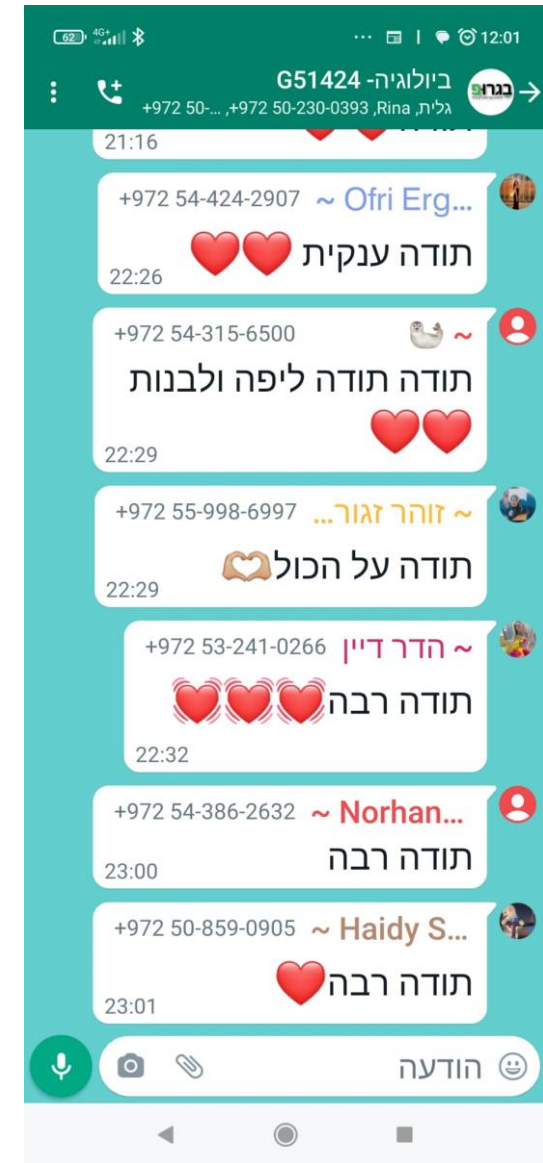 62 4G+ 12:01
ביולוגיה- G51424
בגרופ
גלית, Rina, +972 50-230-0393, +972 50-...
21:16
+972 54-424-2907 ~ Ofri Erg...
תודה ענקית ❤️❤️
22:26
+972 54-315-6500 ~ 🦭
תודה תודה ליפה ולבנות
❤️❤️
22:29
~ זוהר זגור... +972 55-998-6997
תודה על הכול🫶🏼
22:29
~ הדר דיין +972 53-241-0266
תודה רבה💓💓💓
22:32
+972 54-386-2632 ~ Norhan...
תודה רבה
23:00
+972 50-859-0905 ~ Haidy S...
תודה רבה❤️
23:01
הודעה